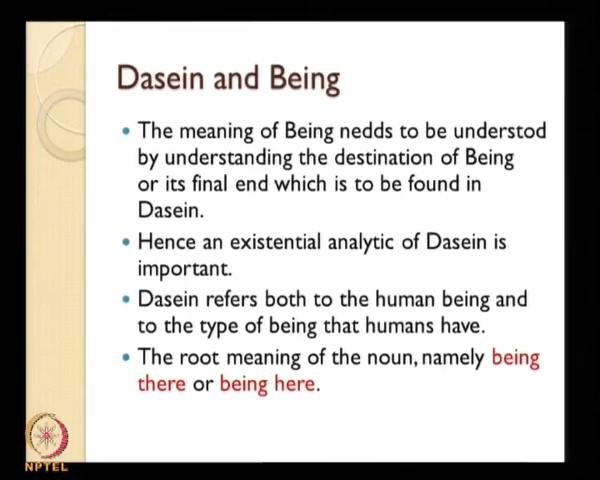 Dasein and Being
• The meaning of Being nedds to be understod
by understanding the destination of Being
or its final end which is to be found in
Dasein.
• Hence an existential analytic of Dasein is
important.
• Dasein refers both to the human being and
to the type of being that humans have.
• The root meaning of the noun, namely being
there or being here.
NPTEL